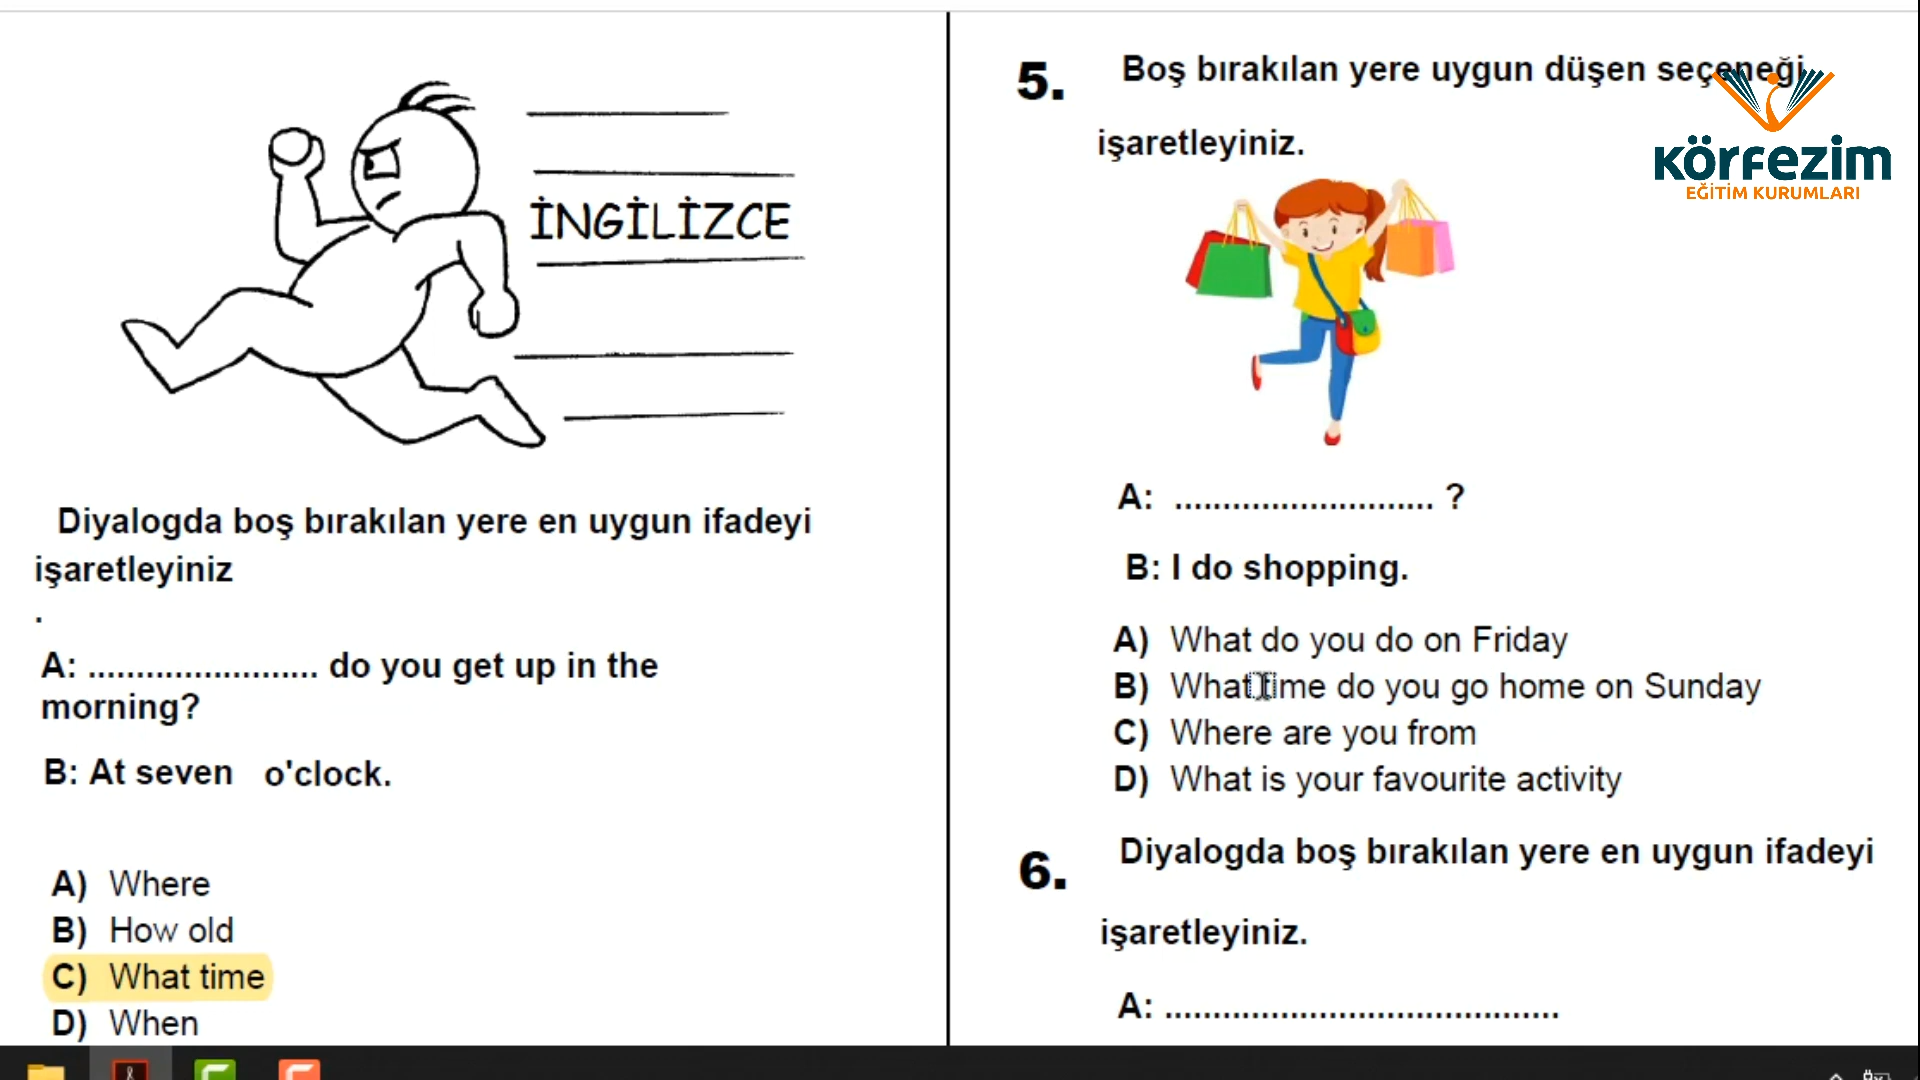 İNGİLİZCE
Diyalogda boş bırakılan yere en uygun ifadeyi
işaretleyiniz
.
A: ........................ do you get up in the
morning?
B: At seven o'clock.
A) Where
B) How old
C) What time
D) When
5. Boş bırakılan yere uygun düşen seçeneği
işaretleyiniz.
KÖRFEZİM
EĞİTİM KURUMLARI
A: ........................... ?
B: I do shopping.
A) What do you do on Friday
B) What time do you go home on Sunday
C) Where are you from
D) What is your favourite activity
6. Diyalogda boş bırakılan yere en uygun ifadeyi
işaretleyiniz.
A: .........................................